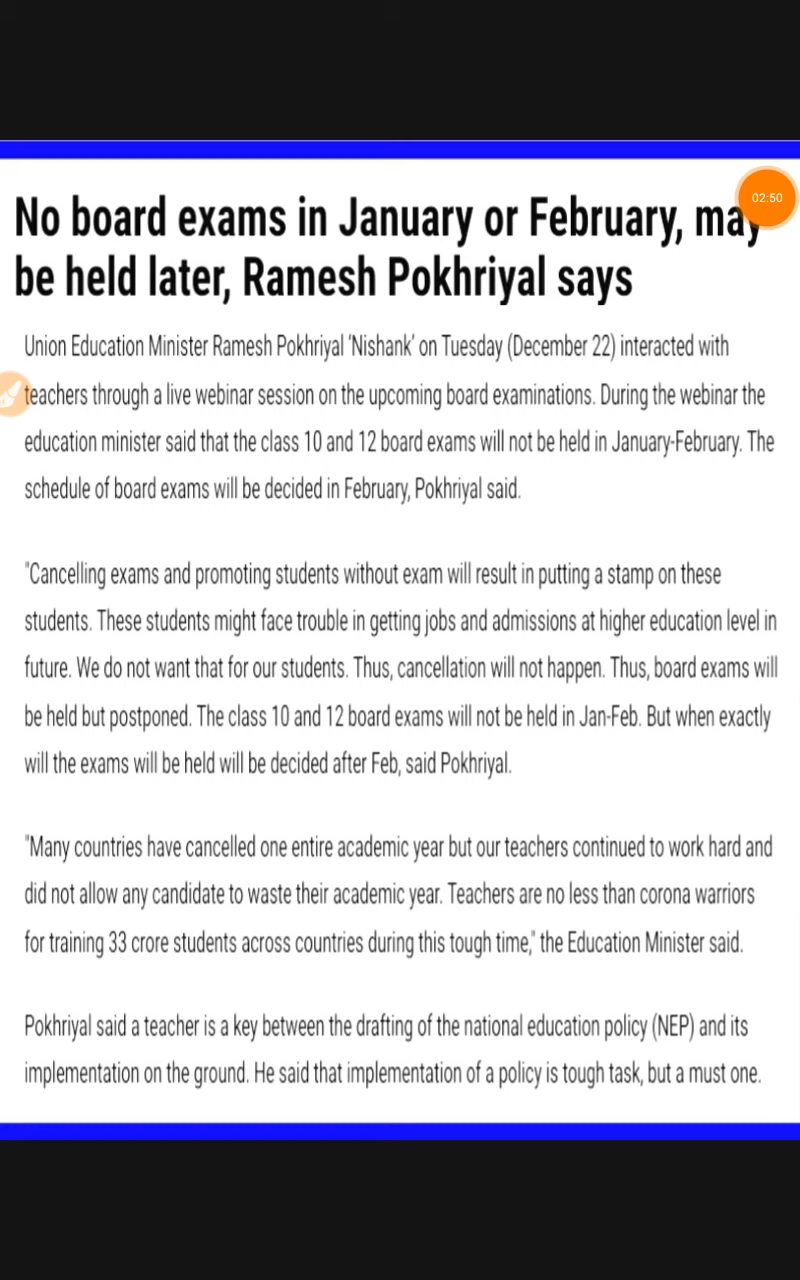 02:50
No board exams in January or February, may
be held later, Ramesh Pokhriyal says
Union Education Minister Ramesh Pokhriyal 'Nishank' on Tuesday (December 22) interacted with
teachers through a live webinar session on the upcoming board examinations. During the webinar the
education minister said that the class 10 and 12 board exams will not be held in January-February. The
schedule of board exams will be decided in February, Pokhriyal said.
"Cancelling exams and promoting students without exam will result in putting a stamp on these
students. These students might face trouble in getting jobs and admissions at higher education level in
future. We do not want that for our students. Thus, cancellation will not happen. Thus, board exams will
be held but postponed. The class 10 and 12 board exams will not be held in Jan-Feb. But when exactly
will the exams will be held will be decided after Feb, said Pokhriyal.
"Many countries have cancelled one entire academic year but our teachers continued to work hard and
did not allow any candidate to waste their academic year. Teachers are no less than corona warriors
for training 33 crore students across countries during this tough time," the Education Minister said.
Pokhriyal said a teacher is a key between the drafting of the national education policy (NEP) and its
implementation on the ground. He said that implementation of a policy is tough task, but a must one.